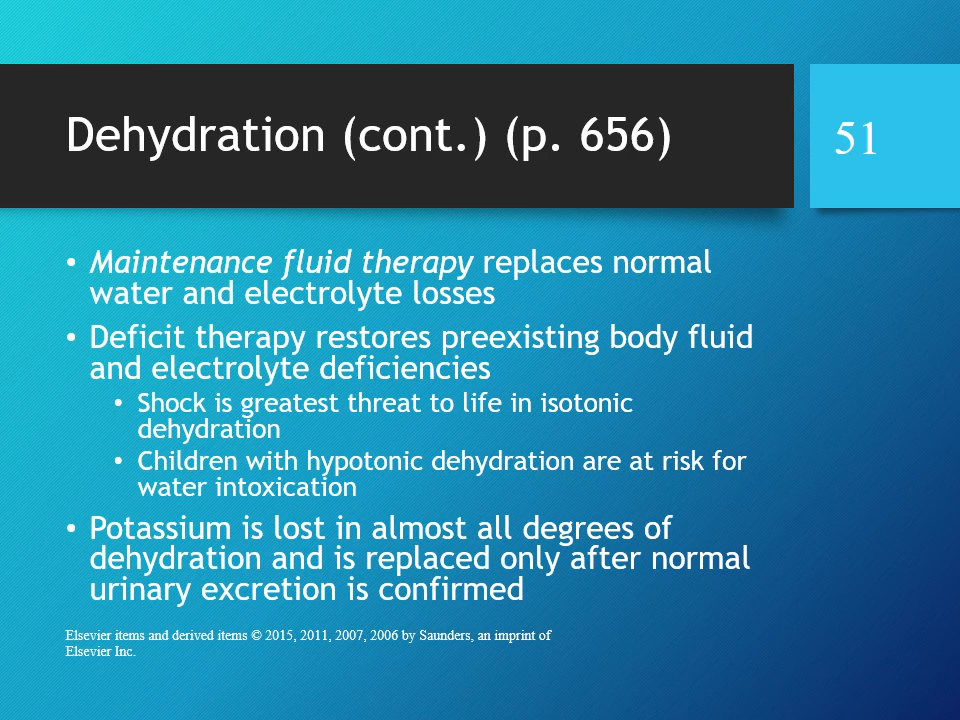 Dehydration (cont.) (p. 656)
51
• Maintenance fluid therapy replaces normal
water and electrolyte losses
• Deficit therapy restores preexisting body fluid
and electrolyte deficiencies
• Shock is greatest threat to life in isotonic
dehydration
• Children with hypotonic dehydration are at risk for
water intoxication
• Potassium is lost in almost all degrees of
dehydration and is replaced only after normal
urinary excretion is confirmed
Elsevier items and derived items © 2015, 2011, 2007, 2006 by Saunders, an imprint of
Elsevier Inc.